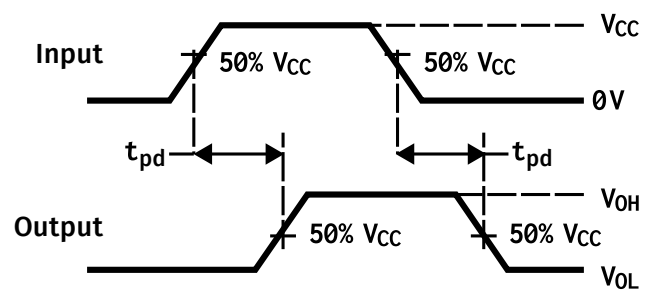 VCC
Input
50% VCC
50% VCC
0V
tpd
tpd
VOH
Output
50% VCC
50% VCC
VOL